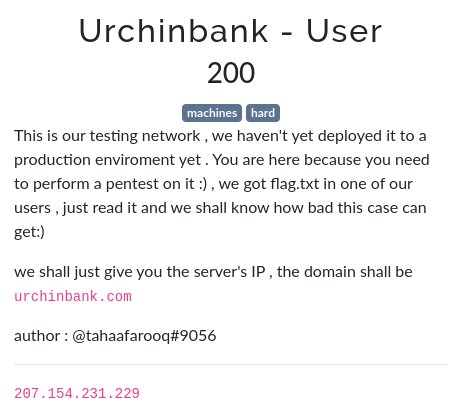 Urchinbank - User
200
machines hard
This is our testing network , we haven't yet deployed it to a
production enviroment yet . You are here because you need
to perform a pentest on it :) , we got flag.txt in one of our
users , just read it and we shall know how bad this case can
get:)
we shall just give you the server's IP , the domain shall be
urchinbank.com
author : @tahaafarooq#9056
207.154.231.229